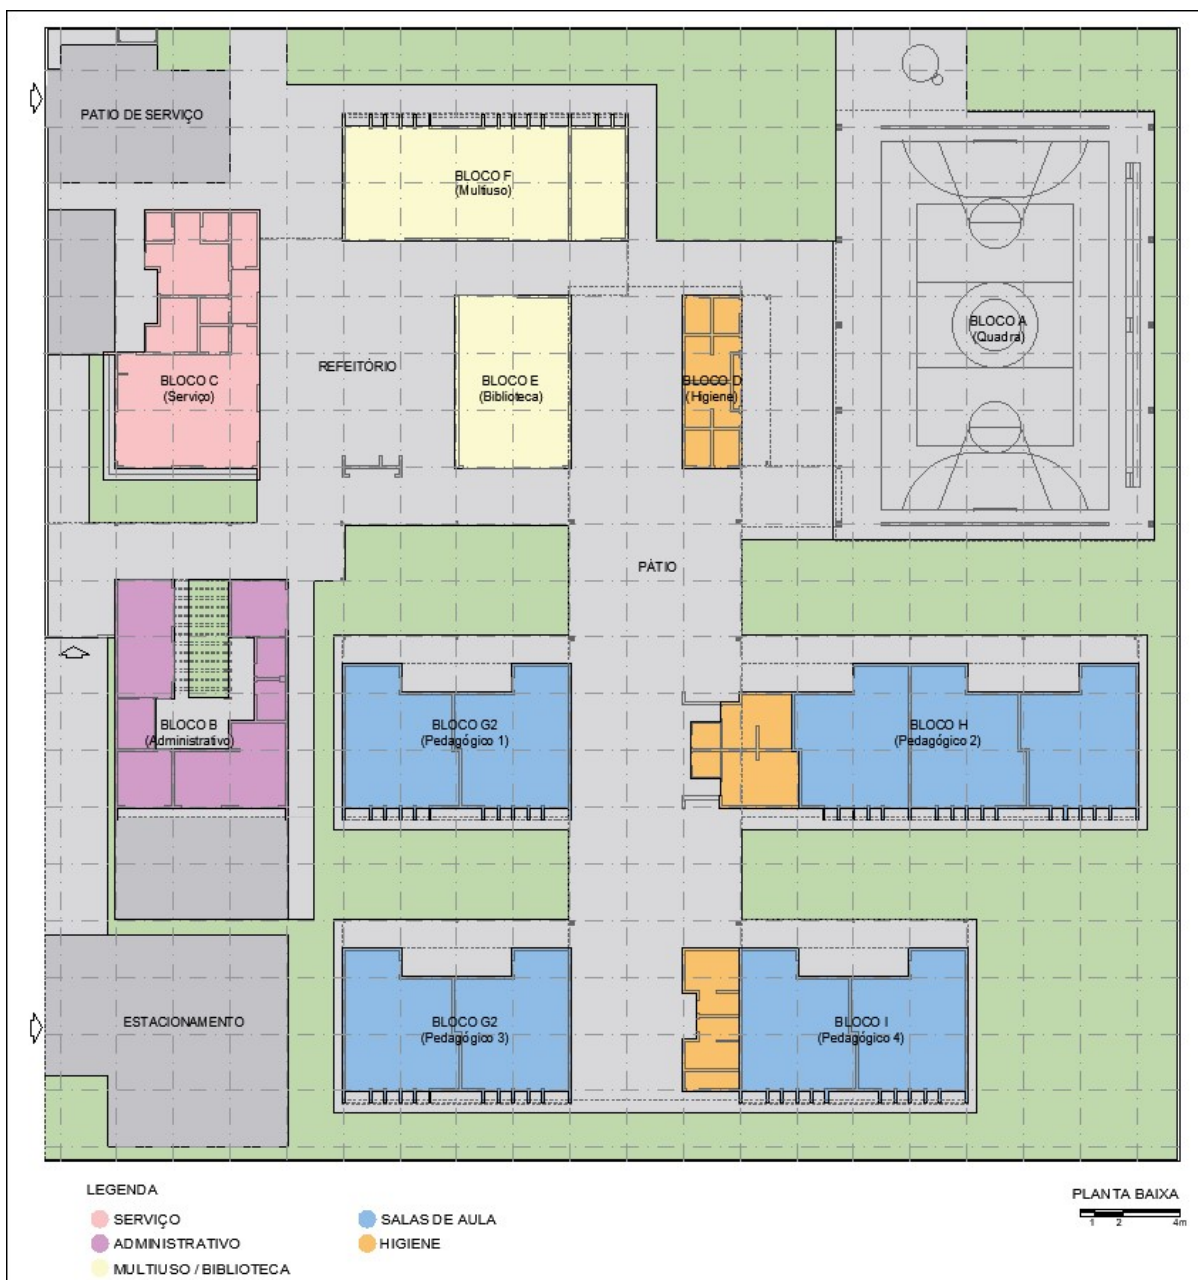 PATIO DE SERVIÇO
BLOCO F
(Multiuso)
BLOCO A
(Quadra)
REFEITÓRIO
BLOCO C
(Serviço)
BLOCO E
(Biblioteca)
BLOCO D
(Higiene)
PÁTIO
BLOCO B
(Administrativo)
BLOCO G2
(Pedagógico 1)
BLOCO H
(Pedagógico 2)
ESTACIONAMENTO
BLOCO G2
(Pedagógico 3)
BLOCO I
(Pedagógico 4)
LEGENDA
SERVIÇO
ADMINISTRATIVO
MULTIUSO / BIBLIOTECA
SALAS DE AULA
HIGIENE
PLANTA BAIXA
1 2 4m